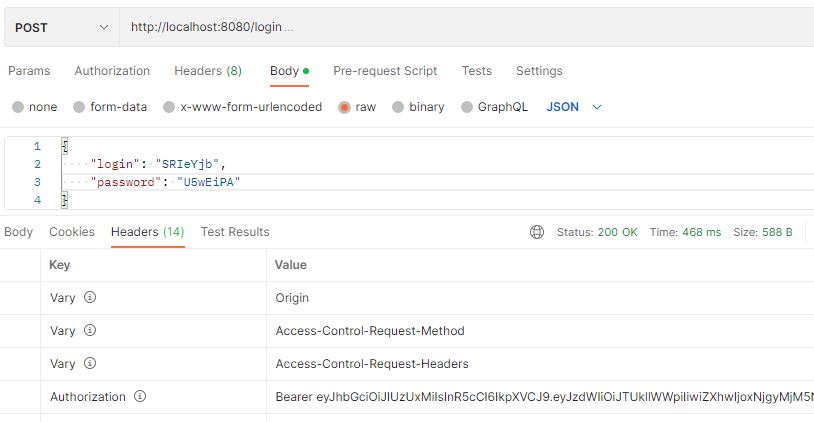 POST http://localhost:8080/login ...
Params Authorization Headers (8) Body Pre-request Script Tests Settings
none form-data x-www-form-urlencoded raw binary GraphQL JSON
1 {
2 "login": "SRIeYjb",
3 "password": "U5wEiPA"
4 }
Body Cookies Headers (14) Test Results Status: 200 OK Time: 468 ms Size: 588 B
Key Value
Vary Origin
Vary Access-Control-Request-Method
Vary Access-Control-Request-Headers
Authorization Bearer